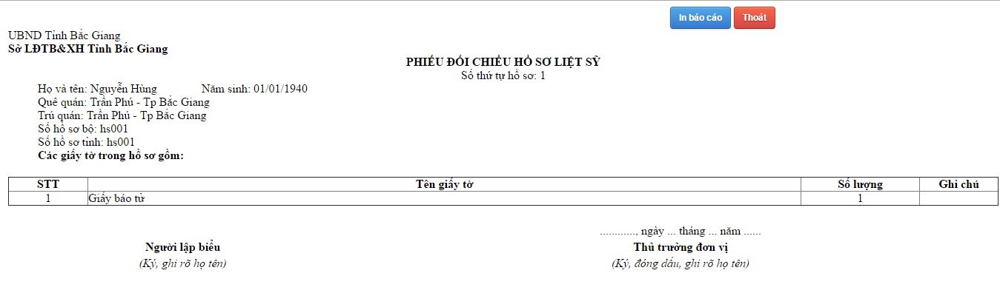 In báo cáo Thoát
UBND Tỉnh Bắc Giang
Sở LĐTB&XH Tỉnh Bắc Giang
PHIẾU ĐỐI CHIẾU HỒ SƠ LIỆT SỸ
Số thứ tự hồ sơ: 1
Họ và tên: Nguyễn Hùng Năm sinh: 01/01/1940
Quê quán: Trần Phú - Tp Bắc Giang
Trú quán: Trần Phú - Tp Bắc Giang
Số hồ sơ bộ: hs001
Số hồ sơ tỉnh: hs001
Các giấy tờ trong hồ sơ gồm:
STT Tên giấy tờ Số lượng Ghi chú
1 Giấy báo tử 1
............, ngày ... tháng ... năm ......
Người lập biểu Thủ trưởng đơn vị
(Ký, ghi rõ họ tên) (Ký, đóng dấu, ghi rõ họ tên)